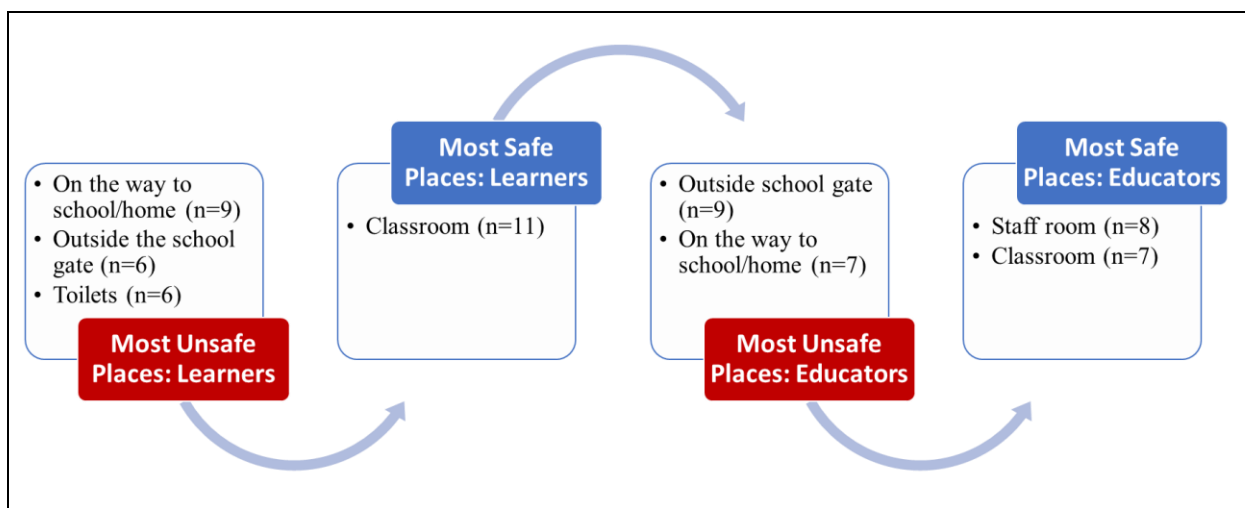 • On the way to
school/home (n=9)
• Outside the school
gate (n=6)
• Toilets (n=6)
Most Unsafe
Places: Learners
Most Safe
Places: Learners
• Classroom (n=11)
• Outside school gate
(n=9)
• On the way to
school/home (n=7)
Most Unsafe
Places: Educators
Most Safe
Places: Educators
• Staff room (n=8)
• Classroom (n=7)